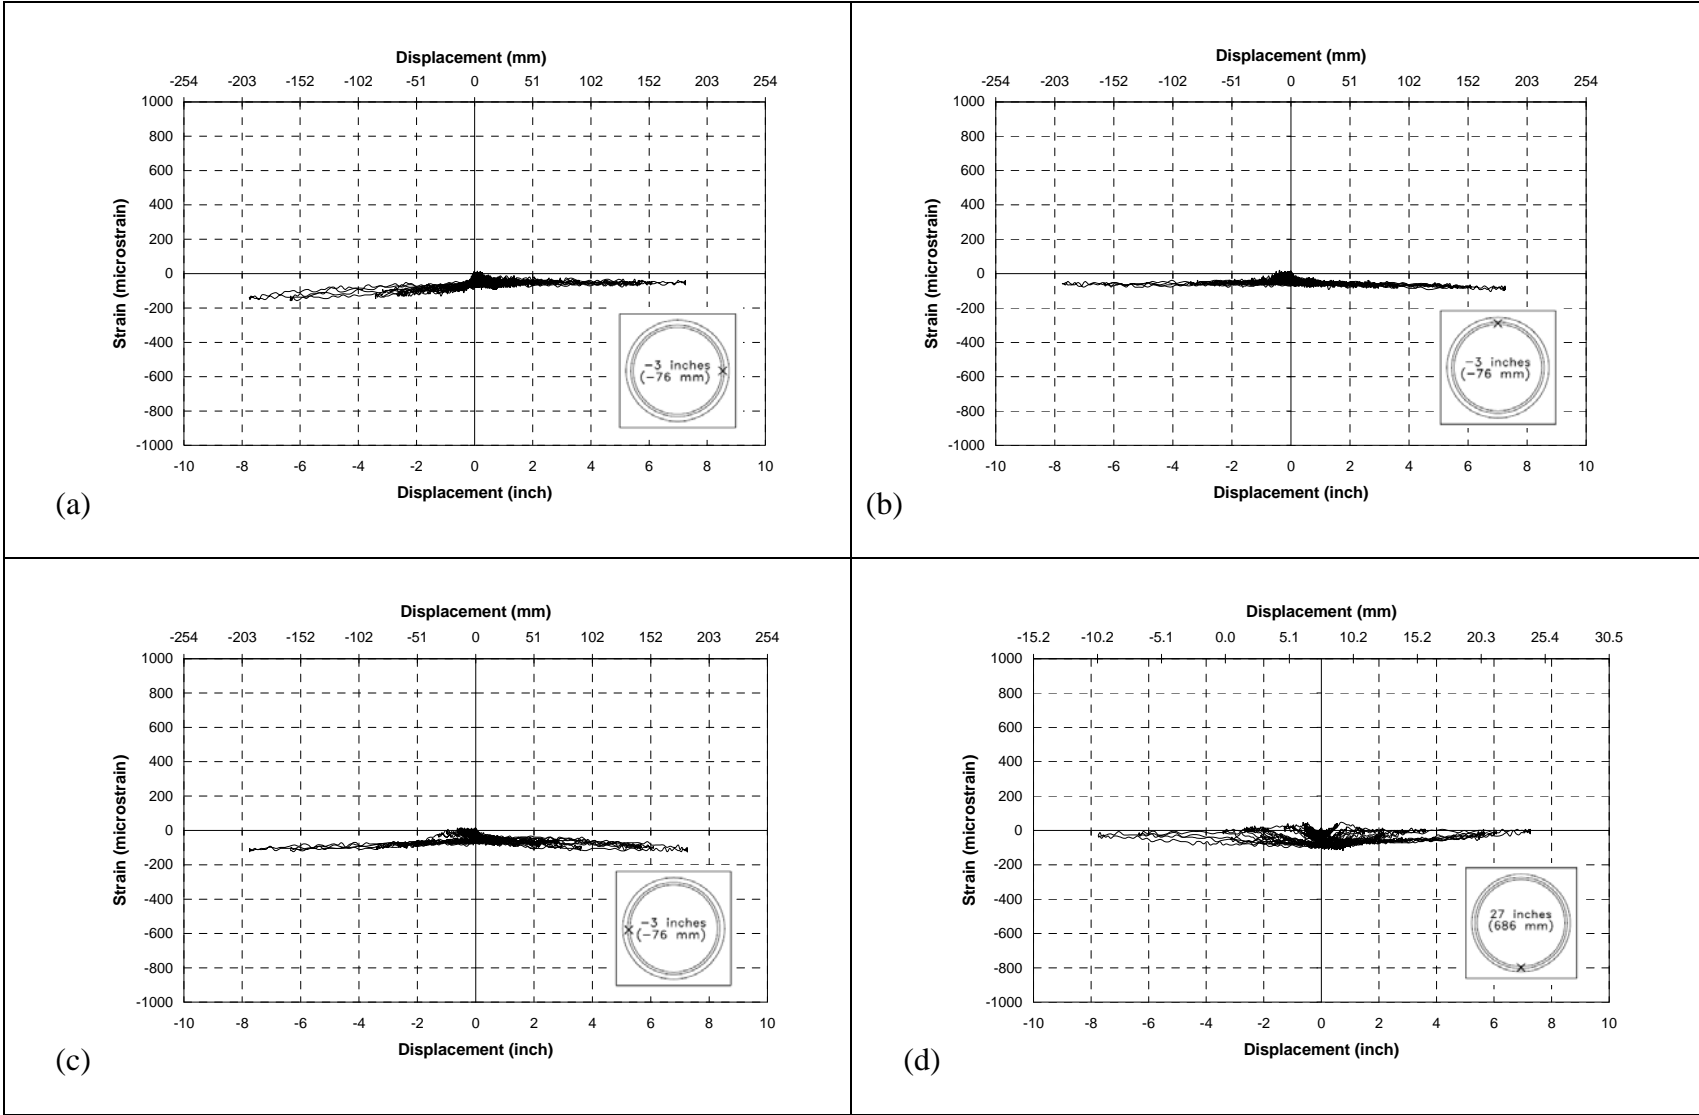 Displacement (mm)
-254 -203 -152 -102 -51 0 51 102 152 203 254
1000
800
600
400
200
0
-200
-400
-600
-800
-1000
Strain (microstrain)
-3 inches
(-76 mm)
-10 -8 -6 -4 -2 0 2 4 6 8 10
Displacement (inch)
(a)
Displacement (mm)
-254 -203 -152 -102 -51 0 51 102 152 203 254
1000
800
600
400
200
0
-200
-400
-600
-800
-1000
Strain (microstrain)
-3 inches
(-76 mm)
-10 -8 -6 -4 -2 0 2 4 6 8 10
Displacement (inch)
(b)
Displacement (mm)
-254 -203 -152 -102 -51 0 51 102 152 203 254
1000
800
600
400
200
0
-200
-400
-600
-800
-1000
Strain (microstrain)
-3 inches
(-76 mm)
-10 -8 -6 -4 -2 0 2 4 6 8 10
Displacement (inch)
(c)
Displacement (mm)
-15.2 -10.2 -5.1 0.0 5.1 10.2 15.2 20.3 25.4 30.5
1000
800
600
400
200
0
-200
-400
-600
-800
-1000
Strain (microstrain)
27 inches
(686 mm)
-10 -8 -6 -4 -2 0 2 4 6 8 10
Displacement (inch)
(d)